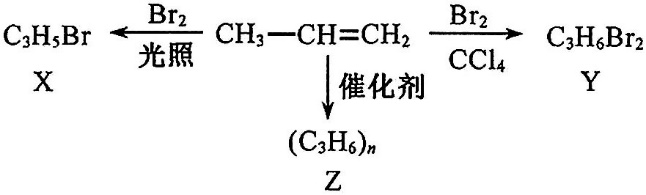 C₃H₅Br ←Br₂ 光照 CH₃—CH=CH₂ Br₂ CCl₄→ C₃H₆Br₂
X 催化剂 Y
(C₃H₆)ₙ
Z